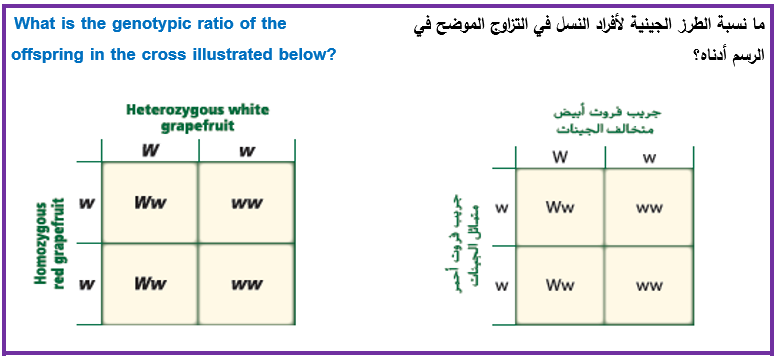 What is the genotypic ratio of the
offspring in the cross illustrated below?
ما نسبة الطرز الجينية لأفراد النسل في التزاوج الموضح في
الرسم أدناه؟
Heterozygous white
grapefruit
W w
Homozygous
red grapefruit
w Ww ww
w Ww ww
جريب فروت أبيض
متخالف الجينات
W w
جريب فروت أحمر
متماثل الجينات
w Ww ww
w Ww ww